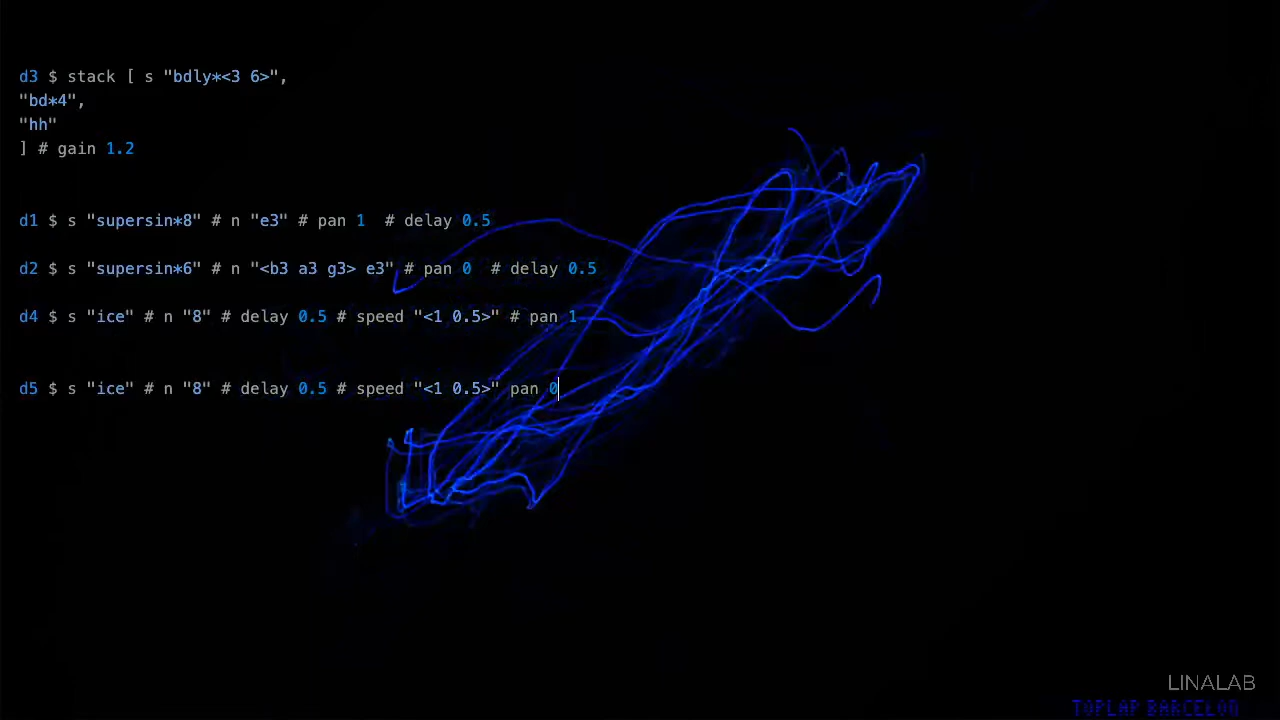 d3 $ stack [ s "bdly*<3 6>",
"bd*4",
"hh"
] # gain 1.2
d1 $ s "supersin*8" # n "e3" # pan 1  # delay 0.5
d2 $ s "supersin*6" # n "<b3 a3 g3> e3" # pan 0  # delay 0.5
d4 $ s "ice" # n "8" # delay 0.5 # speed "<1 0.5>" # pan 1
d5 $ s "ice" # n "8" # delay 0.5 # speed "<1 0.5>" pan 0
LINALAB
TOPLAP BARCELON